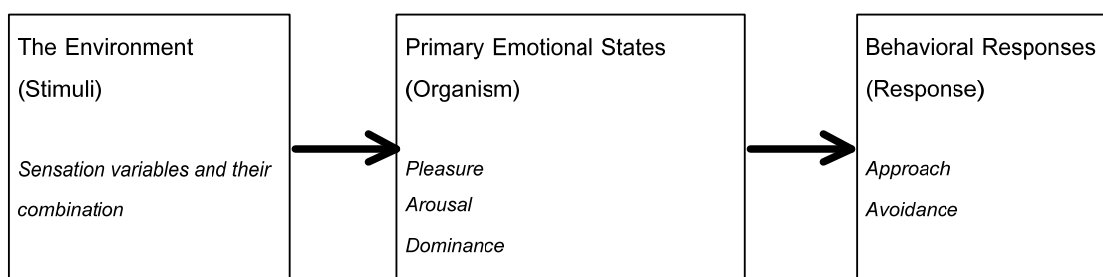 The Environment
(Stimuli)
Sensation variables and their
combination
Primary Emotional States
(Organism)
Pleasure
Arousal
Dominance
Behavioral Responses
(Response)
Approach
Avoidance